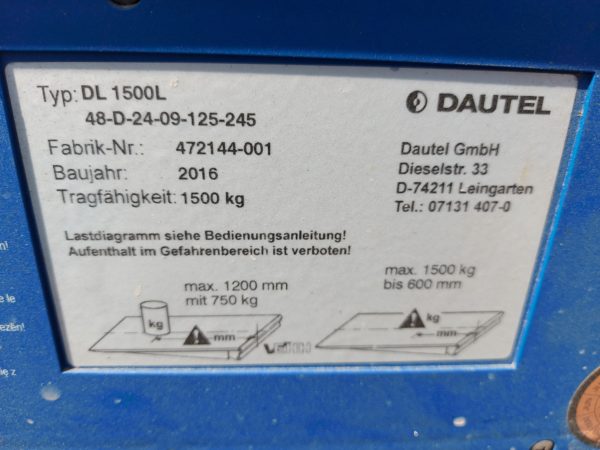 Typ: DL 1500L
48-D-24-09-125-245
DAUTEL
Fabrik-Nr.: 472144-001
Baujahr: 2016
Tragfähigkeit: 1500 kg
Dautel GmbH
Dieselstr. 33
D-74211 Leingarten
Tel.: 07131 407-0
Lastdiagramm siehe Bedienungsanleitung!
Aufenthalt im Gefahrenbereich ist verboten!
max. 1200 mm
mit 750 kg
kg
mm
max. 1500 kg
bis 600 mm
kg
mm